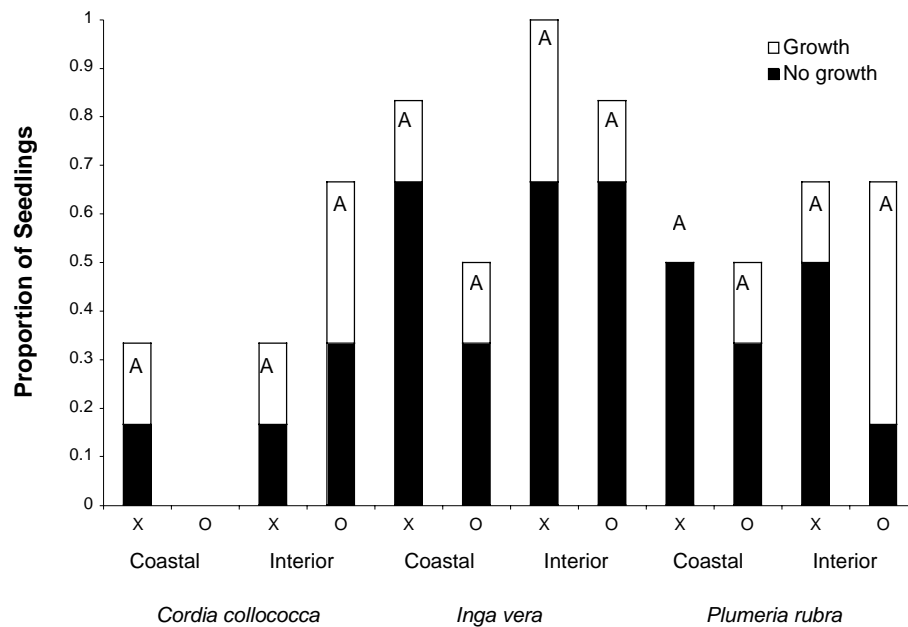 Proportion of Seedlings
1
0.9
0.8
0.7
0.6
0.5
0.4
0.3
0.2
0.1
0
Growth
No growth
A
A
A
A
A
A
A
A
A
A
A
X O X O X O X O X O X O
Coastal Interior Coastal Interior Coastal Interior
Cordia collococca Inga vera Plumeria rubra